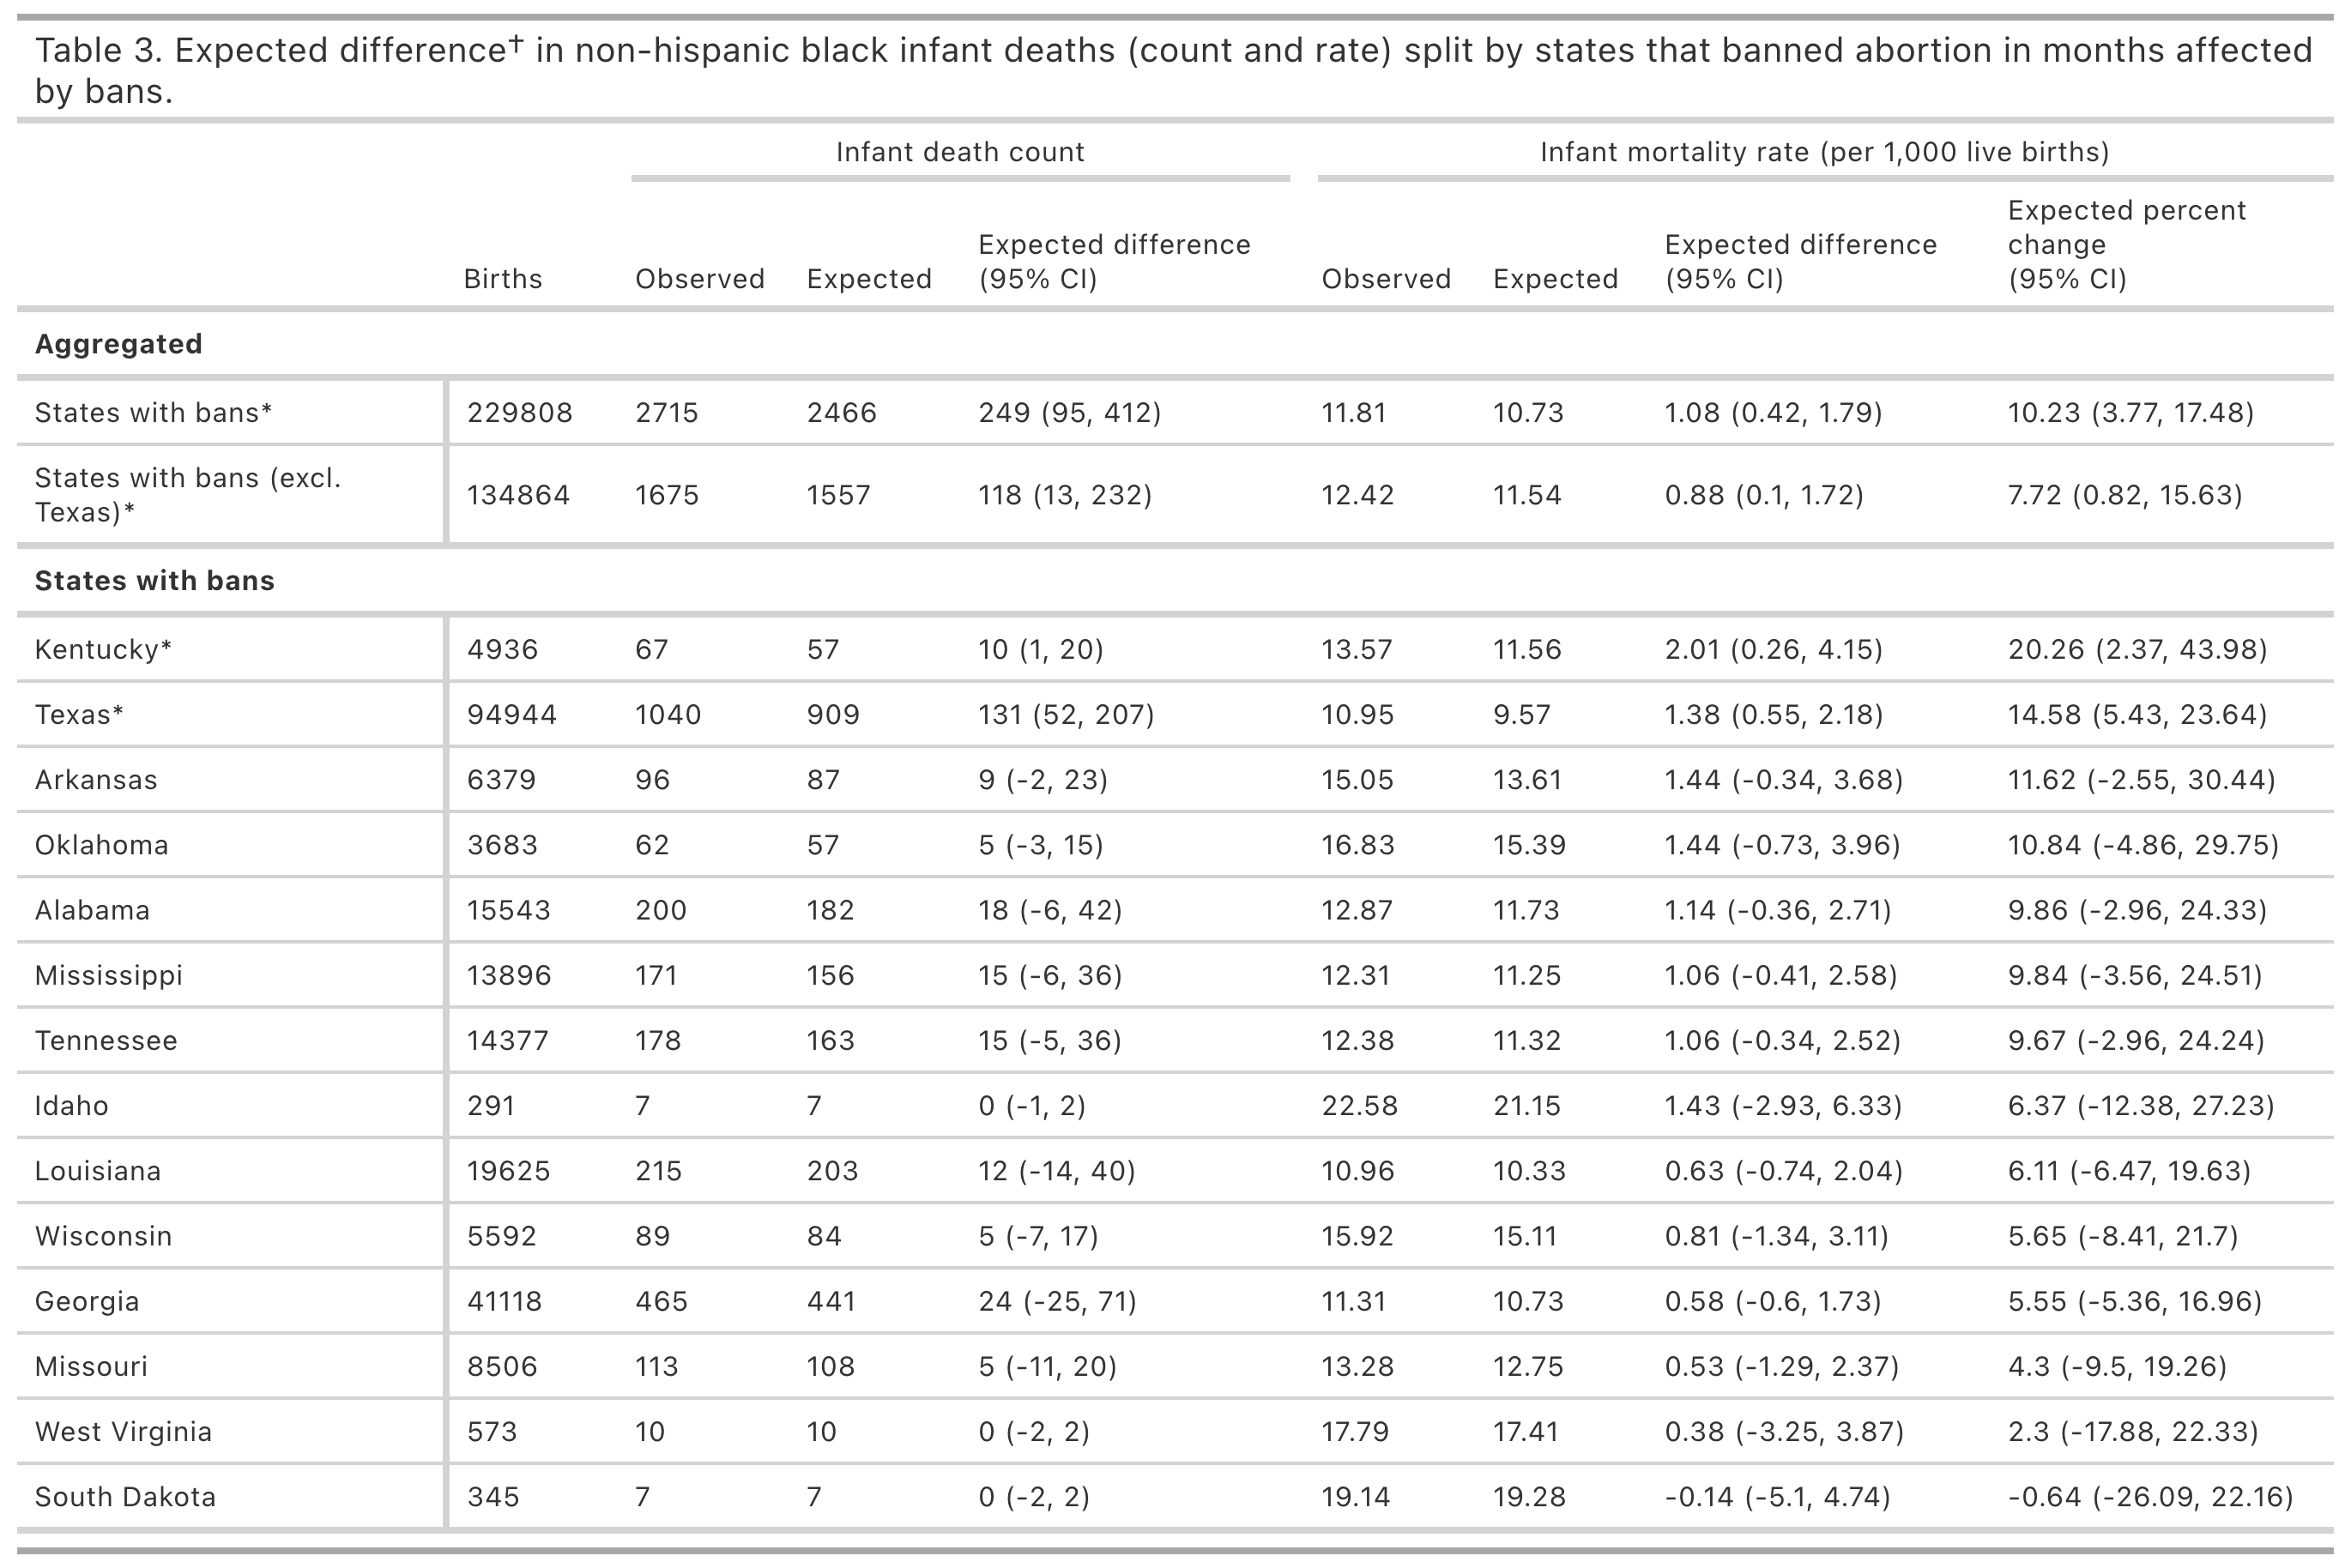 Table 3. Expected difference† in non-hispanic black infant deaths (count and rate) split by states that banned abortion in months affected
by bans.
Infant death count Infant mortality rate (per 1,000 live births)
Births Observed Expected Expected difference (95% CI) Observed Expected Expected difference (95% CI) Expected percent change (95% CI)
Aggregated
States with bans* 229808 2715 2466 249 (95, 412) 11.81 10.73 1.08 (0.42, 1.79) 10.23 (3.77, 17.48)
States with bans (excl. Texas)* 134864 1675 1557 118 (13, 232) 12.42 11.54 0.88 (0.1, 1.72) 7.72 (0.82, 15.63)
States with bans
Kentucky* 4936 67 57 10 (1, 20) 13.57 11.56 2.01 (0.26, 4.15) 20.26 (2.37, 43.98)
Texas* 94944 1040 909 131 (52, 207) 10.95 9.57 1.38 (0.55, 2.18) 14.58 (5.43, 23.64)
Arkansas 6379 96 87 9 (-2, 23) 15.05 13.61 1.44 (-0.34, 3.68) 11.62 (-2.55, 30.44)
Oklahoma 3683 62 57 5 (-3, 15) 16.83 15.39 1.44 (-0.73, 3.96) 10.84 (-4.86, 29.75)
Alabama 15543 200 182 18 (-6, 42) 12.87 11.73 1.14 (-0.36, 2.71) 9.86 (-2.96, 24.33)
Mississippi 13896 171 156 15 (-6, 36) 12.31 11.25 1.06 (-0.41, 2.58) 9.84 (-3.56, 24.51)
Tennessee 14377 178 163 15 (-5, 36) 12.38 11.32 1.06 (-0.34, 2.52) 9.67 (-2.96, 24.24)
Idaho 291 7 7 0 (-1, 2) 22.58 21.15 1.43 (-2.93, 6.33) 6.37 (-12.38, 27.23)
Louisiana 19625 215 203 12 (-14, 40) 10.96 10.33 0.63 (-0.74, 2.04) 6.11 (-6.47, 19.63)
Wisconsin 5592 89 84 5 (-7, 17) 15.92 15.11 0.81 (-1.34, 3.11) 5.65 (-8.41, 21.7)
Georgia 41118 465 441 24 (-25, 71) 11.31 10.73 0.58 (-0.6, 1.73) 5.55 (-5.36, 16.96)
Missouri 8506 113 108 5 (-11, 20) 13.28 12.75 0.53 (-1.29, 2.37) 4.3 (-9.5, 19.26)
West Virginia 573 10 10 0 (-2, 2) 17.79 17.41 0.38 (-3.25, 3.87) 2.3 (-17.88, 22.33)
South Dakota 345 7 7 0 (-2, 2) 19.14 19.28 -0.14 (-5.1, 4.74) -0.64 (-26.09, 22.16)